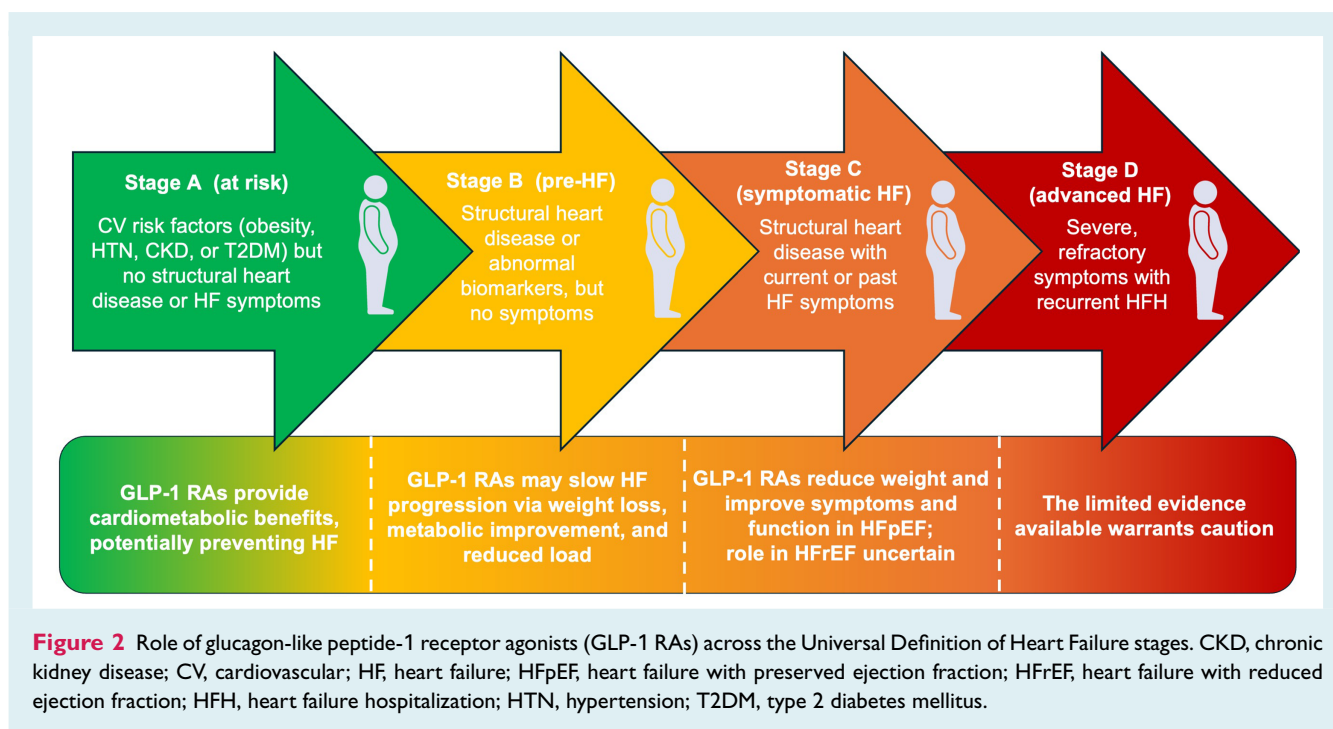 Stage A (at risk)
CV risk factors (obesity,
HTN, CKD, or T2DM) but
no structural heart
disease or HF symptoms
Stage B (pre-HF)
Structural heart
disease or
abnormal
biomarkers, but
no symptoms
Stage C
(symptomatic HF)
Structural heart
disease with
current or past
HF symptoms
Stage D
(advanced HF)
Severe,
refractory
symptoms with
recurrent HFH
GLP-1 RAs provide
cardiometabolic benefits,
potentially preventing HF
GLP-1 RAs may slow HF
progression via weight loss,
metabolic improvement, and
reduced load
GLP-1 RAs reduce weight and
improve symptoms and
function in HFpEF;
role in HFrEF uncertain
The limited evidence
available warrants caution
Figure 2 Role of glucagon-like peptide-1 receptor agonists (GLP-1 RAs) across the Universal Definition of Heart Failure stages. CKD, chronic
kidney disease; CV, cardiovascular; HF, heart failure; HFpEF, heart failure with preserved ejection fraction; HFrEF, heart failure with reduced
ejection fraction; HFH, heart failure hospitalization; HTN, hypertension; T2DM, type 2 diabetes mellitus.